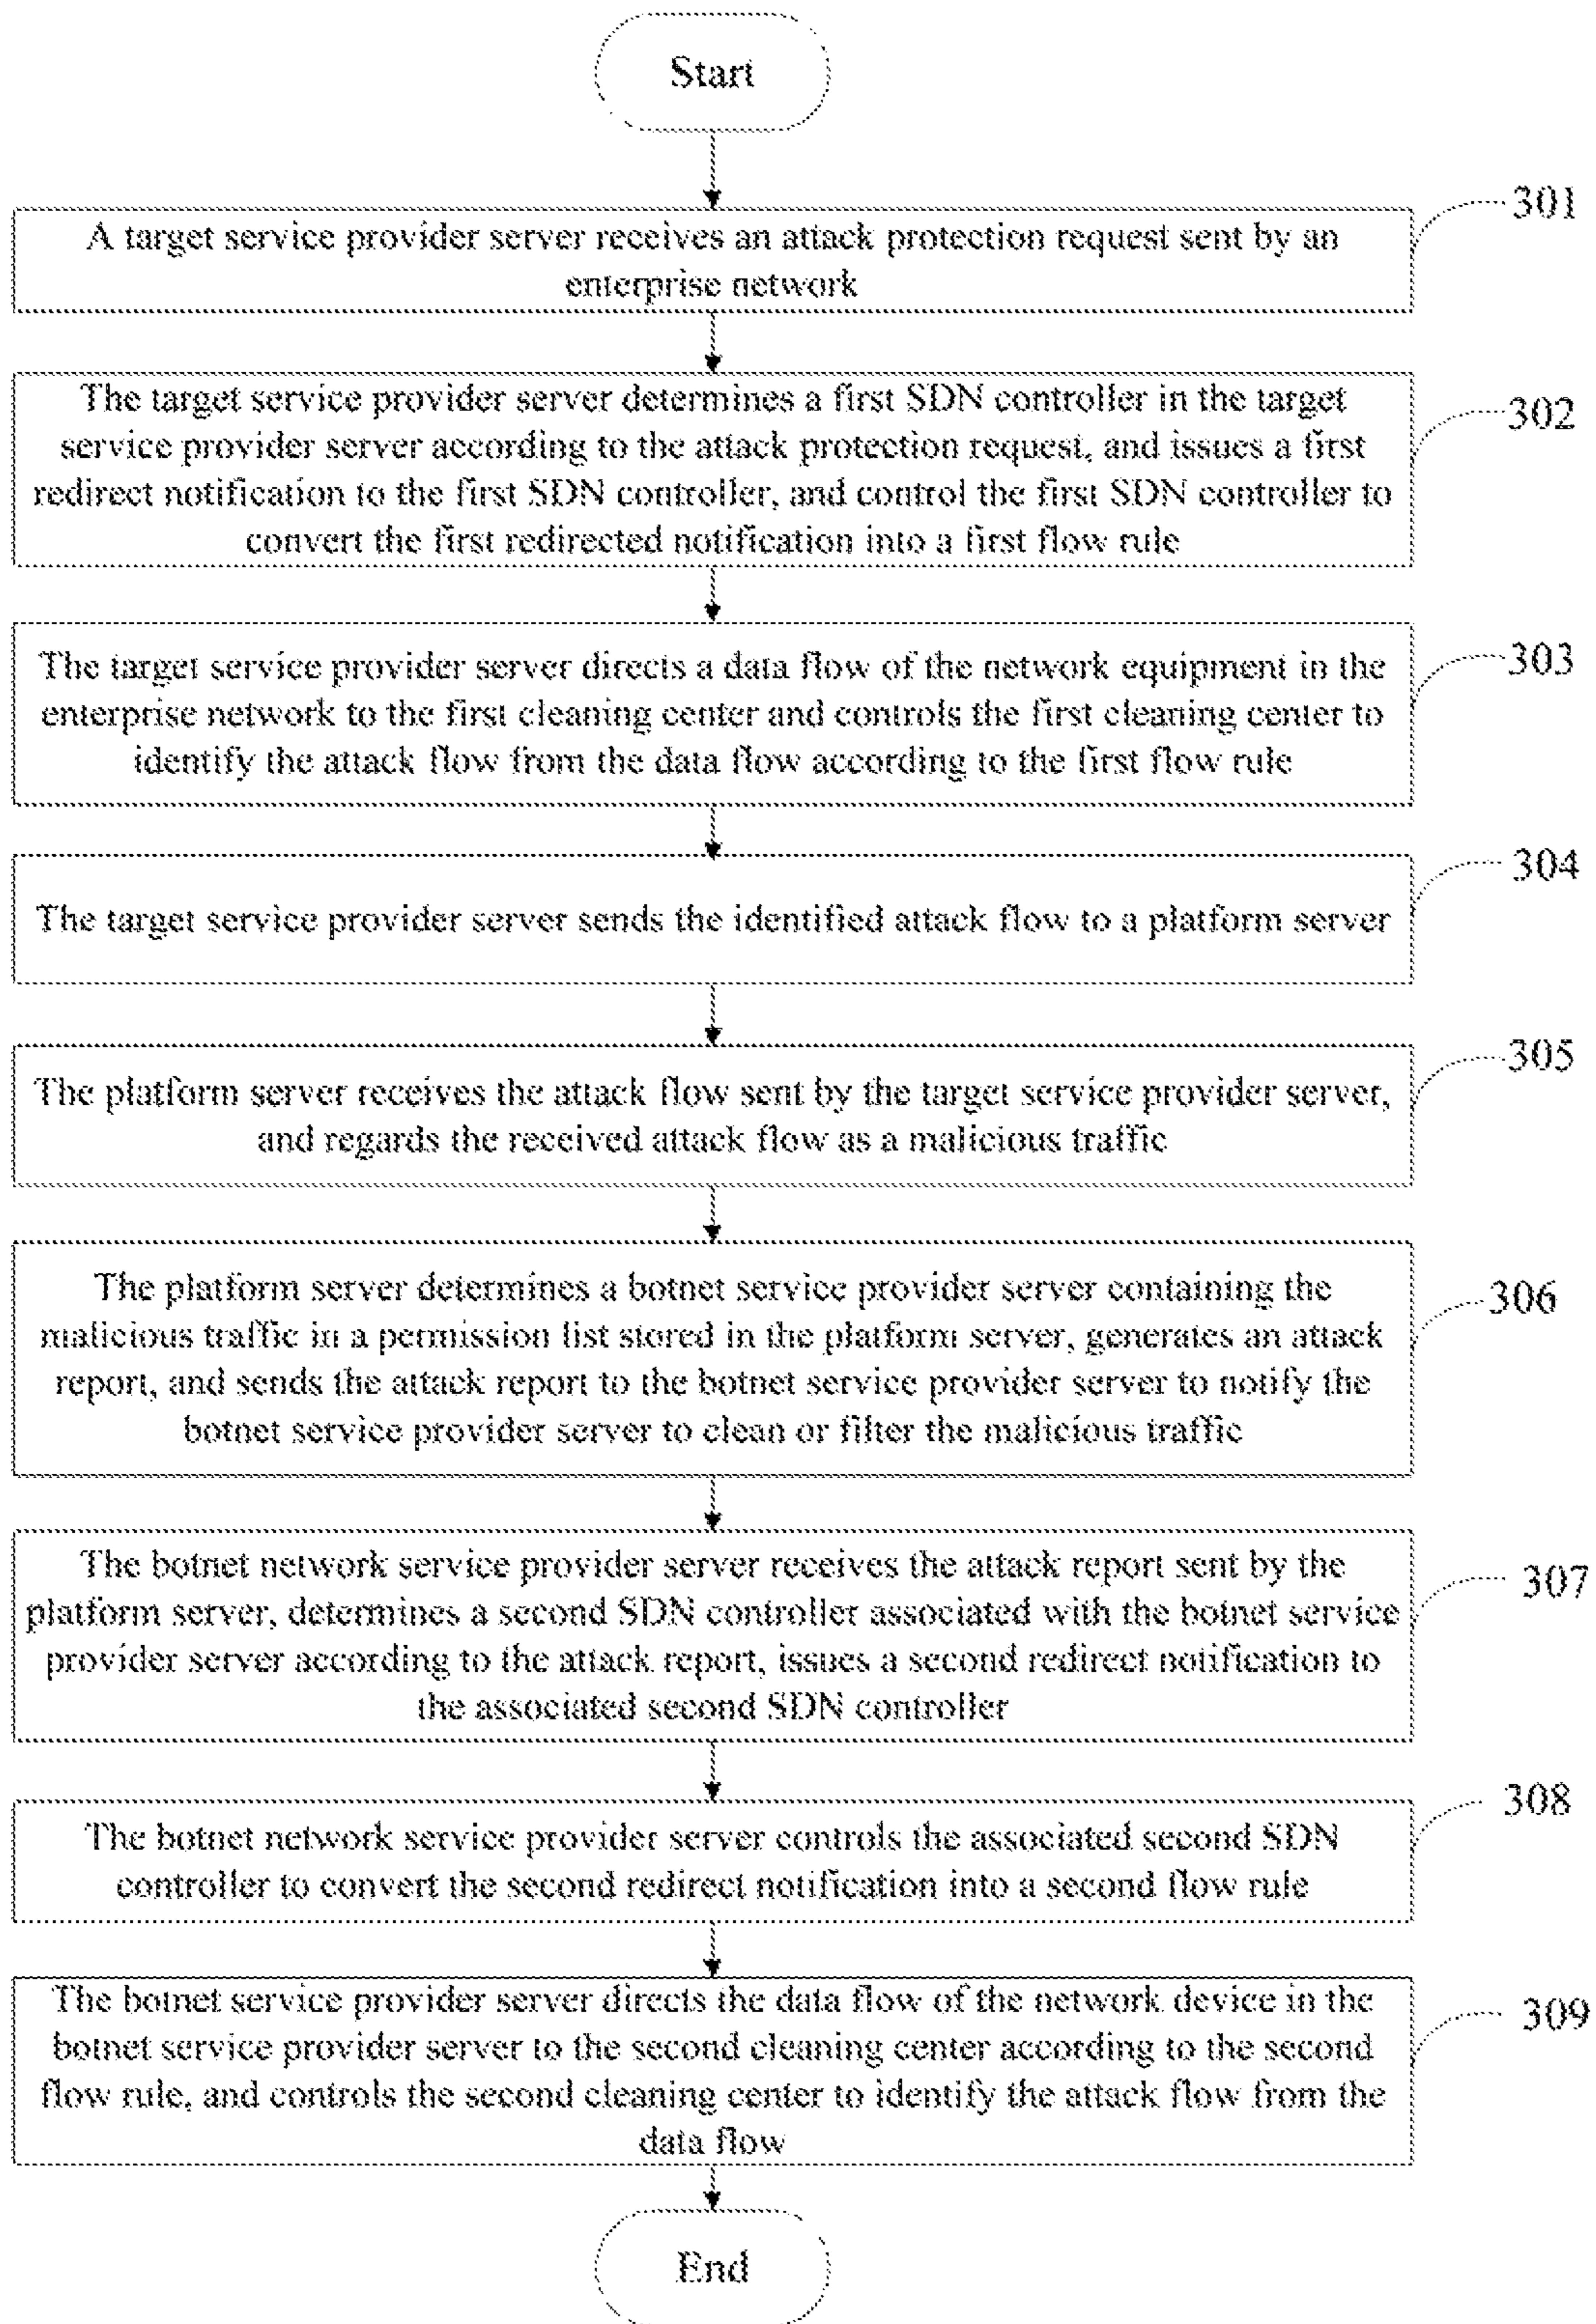 Start
301
A target service provider server receives an attack protection request sent by an
enterprise network
302
The target service provider server determines a first SDN controller in the target
service provider server according to the attack protection request, and issues a first
redirect notification to the first SDN controller, and control the first SDN controller to
convert the first redirected notification into a first flow rule
303
The target service provider server directs a data flow of the network equipment in the
enterprise network to the first cleaning center and controls the first cleaning center to
identify the attack flow from the data flow according to the first flow rule
304
The target service provider server sends the identified attack flow to a platform server
305
The platform server receives the attack flow sent by the target service provider server,
and regards the received attack flow as a malicious traffic
306
The platform server determines a botnet service provider server containing the
malicious traffic in a permission list stored in the platform server, generates an attack
report, and sends the attack report to the botnet service provider server to notify the
botnet service provider server to clean or filter the malicious traffic
307
The botnet network service provider server receives the attack report sent by the
platform server, determines a second SDN controller associated with the botnet service
provider server according to the attack report, issues a second redirect notification to
the associated second SDN controller
308
The botnet network service provider server controls the associated second SDN
controller to convert the second redirect notification into a second flow rule
309
The botnet service provider server directs the data flow of the network device in the
botnet service provider server to the second cleaning center according to the second
flow rule, and controls the second cleaning center to identify the attack flow from the
data flow
End